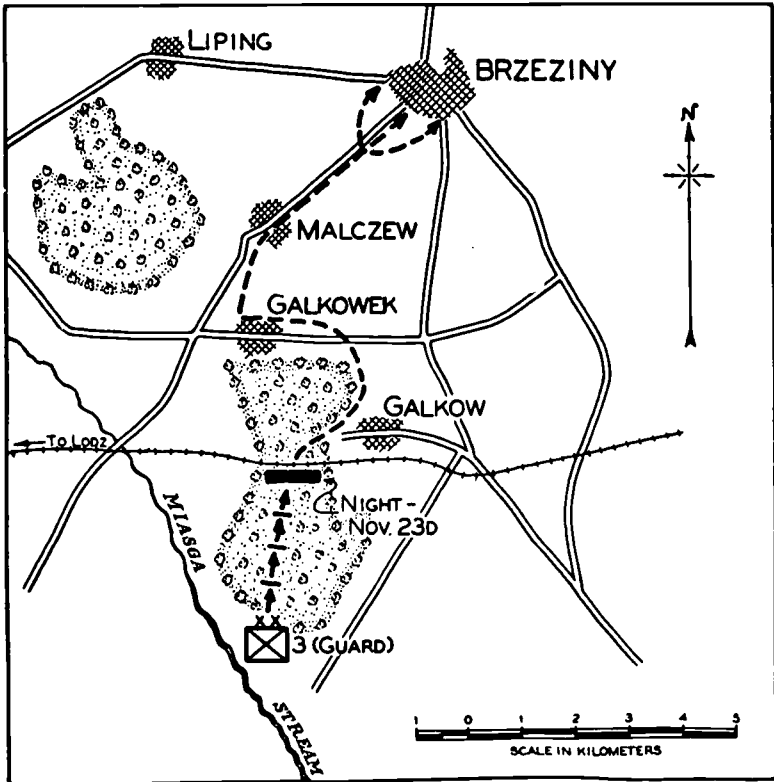 LIPING
BRZEZINY
N
MALCZEW
GALKOWEK
GALKOW
TO LODZ
NIGHT-
NOV. 23D
MIASGA
STREAM
3 (GUARD)
1 0 1 2 3 4 5
SCALE IN KILOMETERS